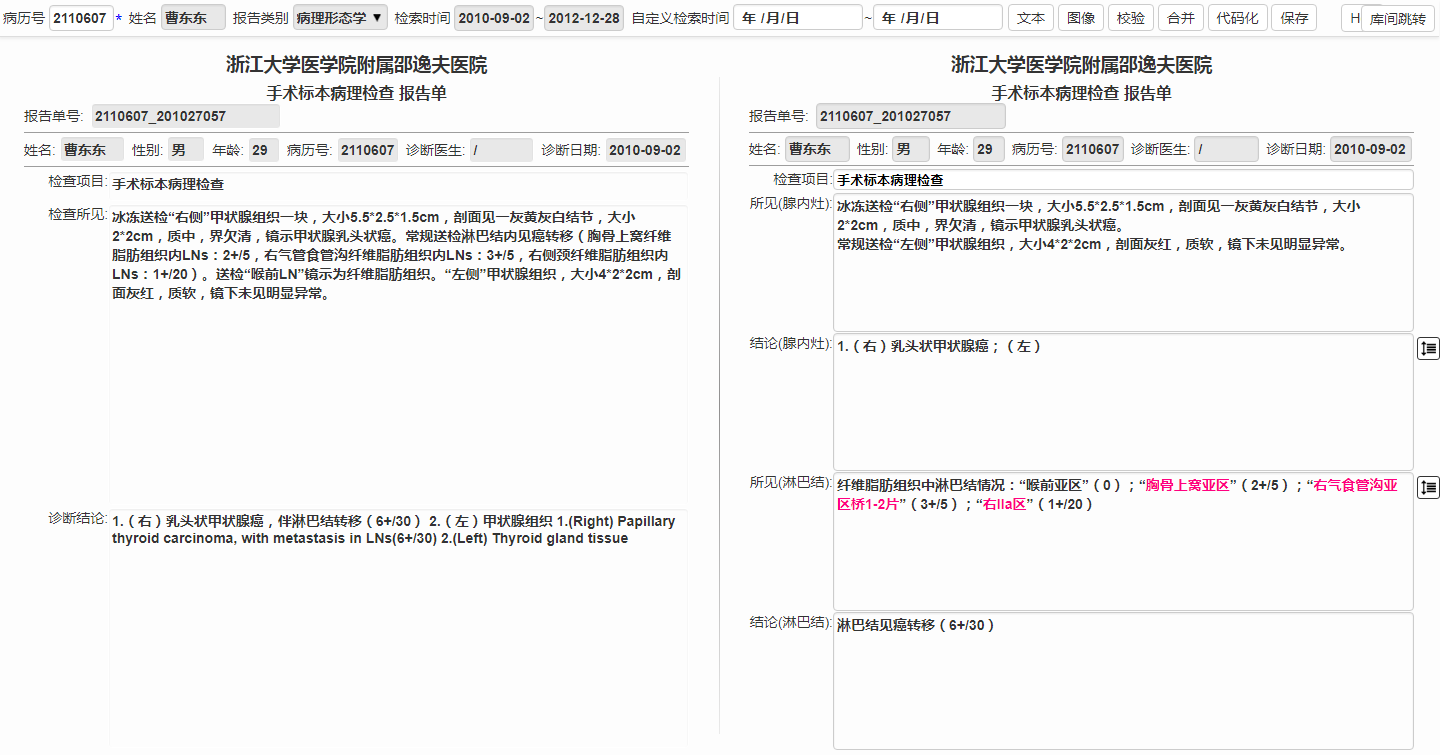 病历号 2110607 * 姓名 曹东东 报告类别 病理形态学 ▼ 检索时间 2010-09-02 ~ 2012-12-28 自定义检索时间 年 /月/日 ~ 年 /月/日 文本 图像 校验 合并 代码化 保存 H 库间跳转
浙江大学医学院附属邵逸夫医院
手术标本病理检查 报告单
报告单号: 2110607_201027057
姓名: 曹东东 性别: 男 年龄: 29 病历号: 2110607 诊断医生: / 诊断日期: 2010-09-02
检查项目: 手术标本病理检查
检查所见: 冰冻送检“右侧”甲状腺组织一块，大小5.5*2.5*1.5cm，剖面见一灰黄灰白结节，大小
2*2cm，质中，界欠清，镜示甲状腺乳头状癌。常规送检淋巴结内见癌转移（胸骨上窝纤维
脂肪组织内LNs：2+/5，右气管食管沟纤维脂肪组织内LNs：3+/5，右侧颈纤维脂肪组织内
LNs：1+/20）。送检“喉前LN”镜示为纤维脂肪组织。“左侧”甲状腺组织，大小4*2*2cm，剖
面灰红，质软，镜下未见明显异常。
诊断结论: 1.（右）乳头状甲状腺癌，伴淋巴结转移（6+/30） 2.（左）甲状腺组织 1.(Right) Papillary
thyroid carcinoma, with metastasis in LNs(6+/30) 2.(Left) Thyroid gland tissue
浙江大学医学院附属邵逸夫医院
手术标本病理检查 报告单
报告单号: 2110607_201027057
姓名: 曹东东 性别: 男 年龄: 29 病历号: 2110607 诊断医生: / 诊断日期: 2010-09-02
检查项目: 手术标本病理检查
所见(腺内灶): 冰冻送检“右侧”甲状腺组织一块，大小5.5*2.5*1.5cm，剖面见一灰黄灰白结节，大小
2*2cm，质中，界欠清，镜示甲状腺乳头状癌。
常规送检“左侧”甲状腺组织，大小4*2*2cm，剖面灰红，质软，镜下未见明显异常。
结论(腺内灶): 1.（右）乳头状甲状腺癌；（左）
所见(淋巴结): 纤维脂肪组织中淋巴结情况：“喉前亚区”（0）；“胸骨上窝亚区”（2+/5）；“右气食管沟亚
区桥1-2片”（3+/5）；“右IIa区”（1+/20）
结论(淋巴结): 淋巴结见癌转移（6+/30）